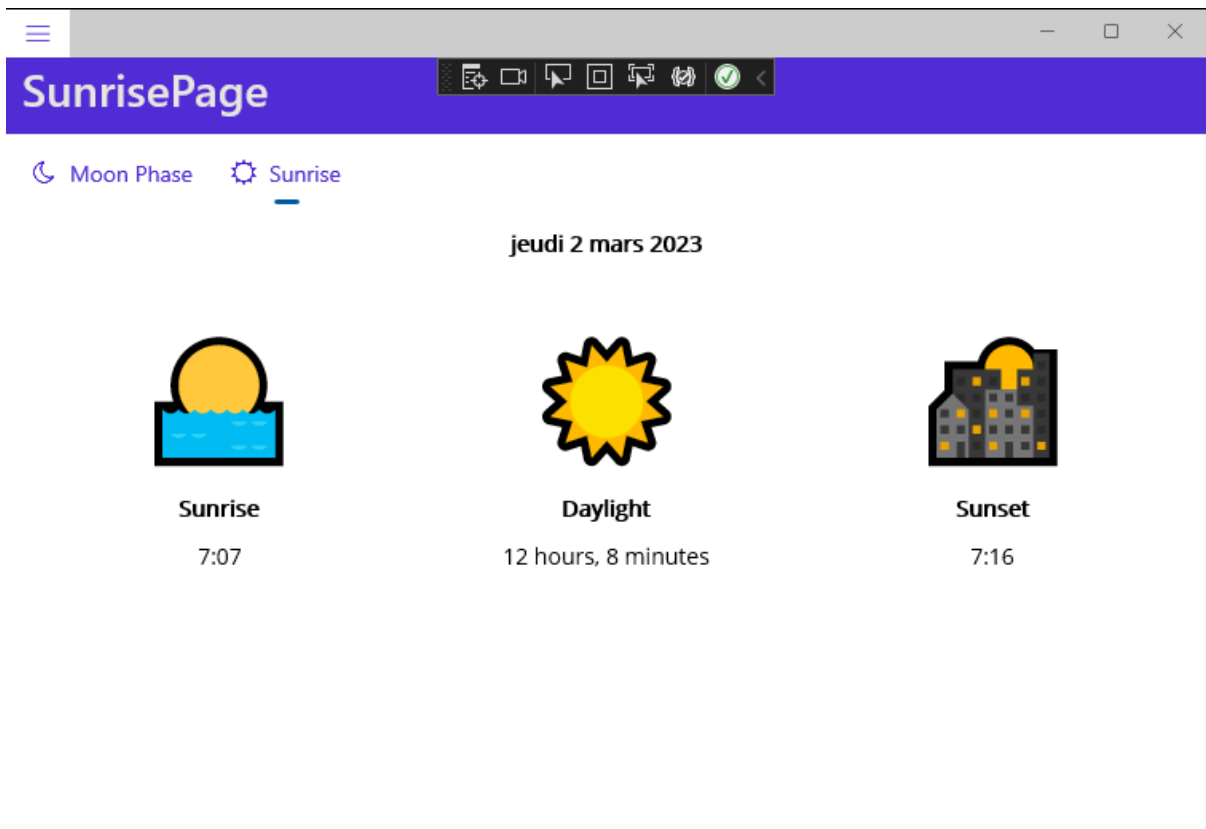 SunrisePage
Moon Phase
Sunrise
jeudi 2 mars 2023
Sunrise
Daylight
Sunset
7:07
12 hours, 8 minutes
7:16